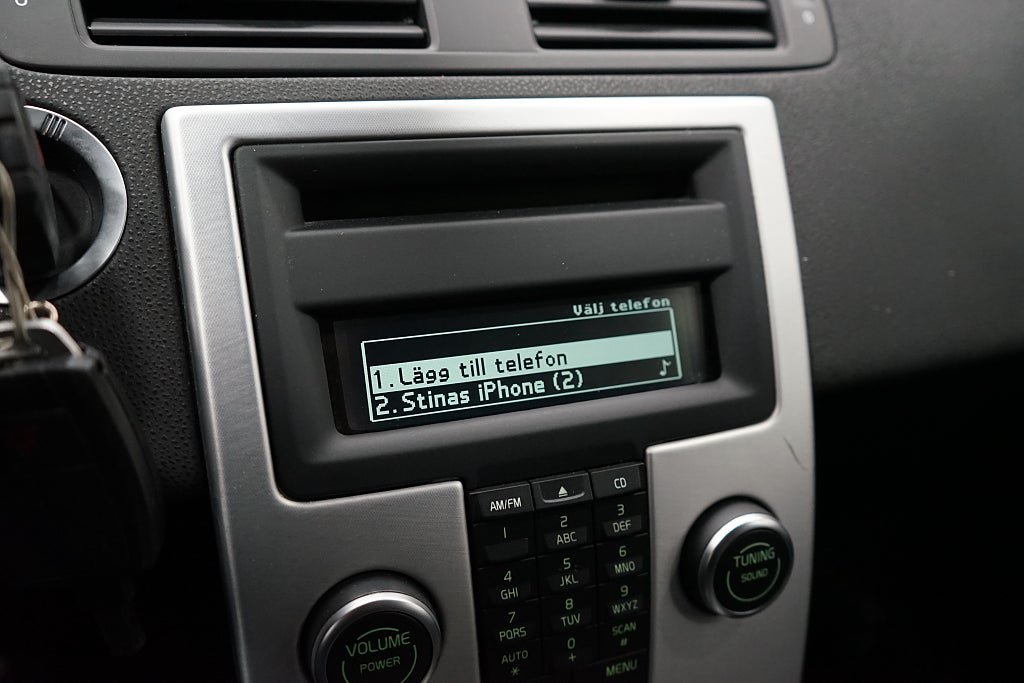 Välj telefon
1.Lägg till telefon
2.Stinas iPhone (2)
AM/FM
CD
1
2
ABC
3
DEF
4
GHI
5
JKL
6
MNO
7
PQRS
8
TUV
9
WXYZ
AUTO
*
0
+
SCAN
#
MENU
VOLUME
POWER
TUNING
SOUND